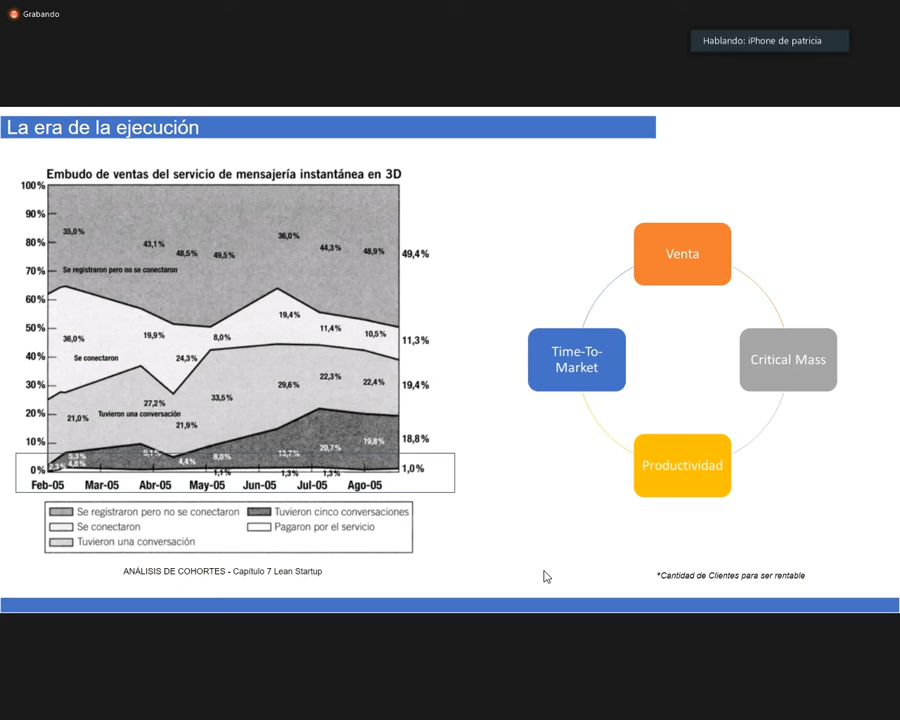 Grabando
Hablando: iPhone de patricia
La era de la ejecución
Embudo de ventas del servicio de mensajería instantánea en 3D
100%
90%
80%
70%
60%
50%
40%
30%
20%
10%
0%
35,0%
43,1%
48,5%
49,5%
36,0%
44,3%
48,9%
49,4%
Se registraron pero no se conectaron
36,0%
19,9%
24,3%
8,0%
19,4%
11,4%
10,5%
11,3%
Se conectaron
21,0%
27,2%
21,9%
33,5%
29,6%
22,3%
22,4%
19,4%
Tuvieron una conversación
5,3%
4,4%
8,0%
13,7%
20,7%
19,8%
18,8%
2,3%
4,8%
1,1%
1,3%
1,3%
1,0%
Feb-05 Mar-05 Abr-05 May-05 Jun-05 Jul-05 Ago-05
Se registraron pero no se conectaron
Tuvieron cinco conversaciones
Se conectaron
Pagaron por el servicio
Tuvieron una conversación
ANÁLISIS DE COHORTES - Capítulo 7 Lean Startup
Venta
Time-To-
Market
Critical Mass
Productividad
*Cantidad de Clientes para ser rentable